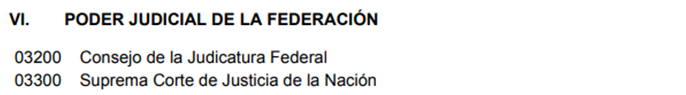 VI. PODER JUDICIAL DE LA FEDERACIÓN
03200 Consejo de la Judicatura Federal
03300 Suprema Corte de Justicia de la Nación